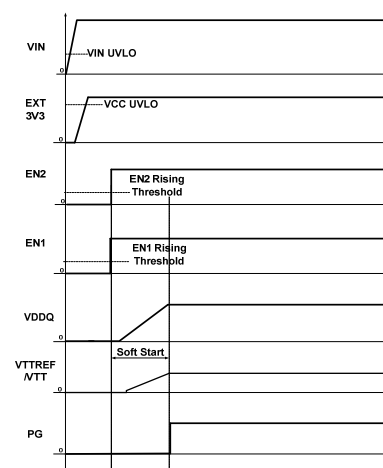 VIN
VIN UVLO
0
EXT
3V3
VCC UVLO
0
EN2
EN2 Rising
Threshold
0
EN1
EN1 Rising
Threshold
0
VDDQ
0
Soft Start
VTTREF
/VTT
0
PG
0